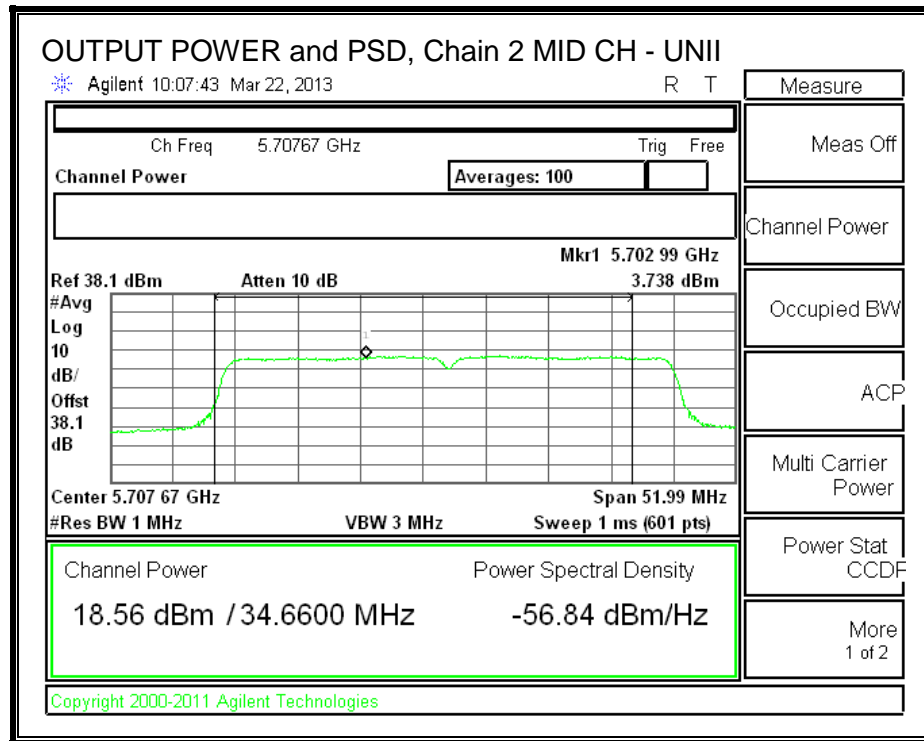 OUTPUT POWER and PSD, Chain 2 MID CH - UNII
Agilent 10:07:43 Mar 22, 2013 R T
Measure
Ch Freq 5.70767 GHz Trig Free
Channel Power Averages: 100
Mkr1 5.702 99 GHz
Ref 38.1 dBm Atten 10 dB 3.738 dBm
#Avg
Log
10
dB/
Offst
38.1
dB
1
Center 5.707 67 GHz Span 51.99 MHz
#Res BW 1 MHz VBW 3 MHz Sweep 1 ms (601 pts)
Channel Power Power Spectral Density
18.56 dBm / 34.6600 MHz -56.84 dBm/Hz
Copyright 2000-2011 Agilent Technologies
Meas Off
Channel Power
Occupied BW
ACP
Multi Carrier
Power
Power Stat
CCDF
More
1 of 2